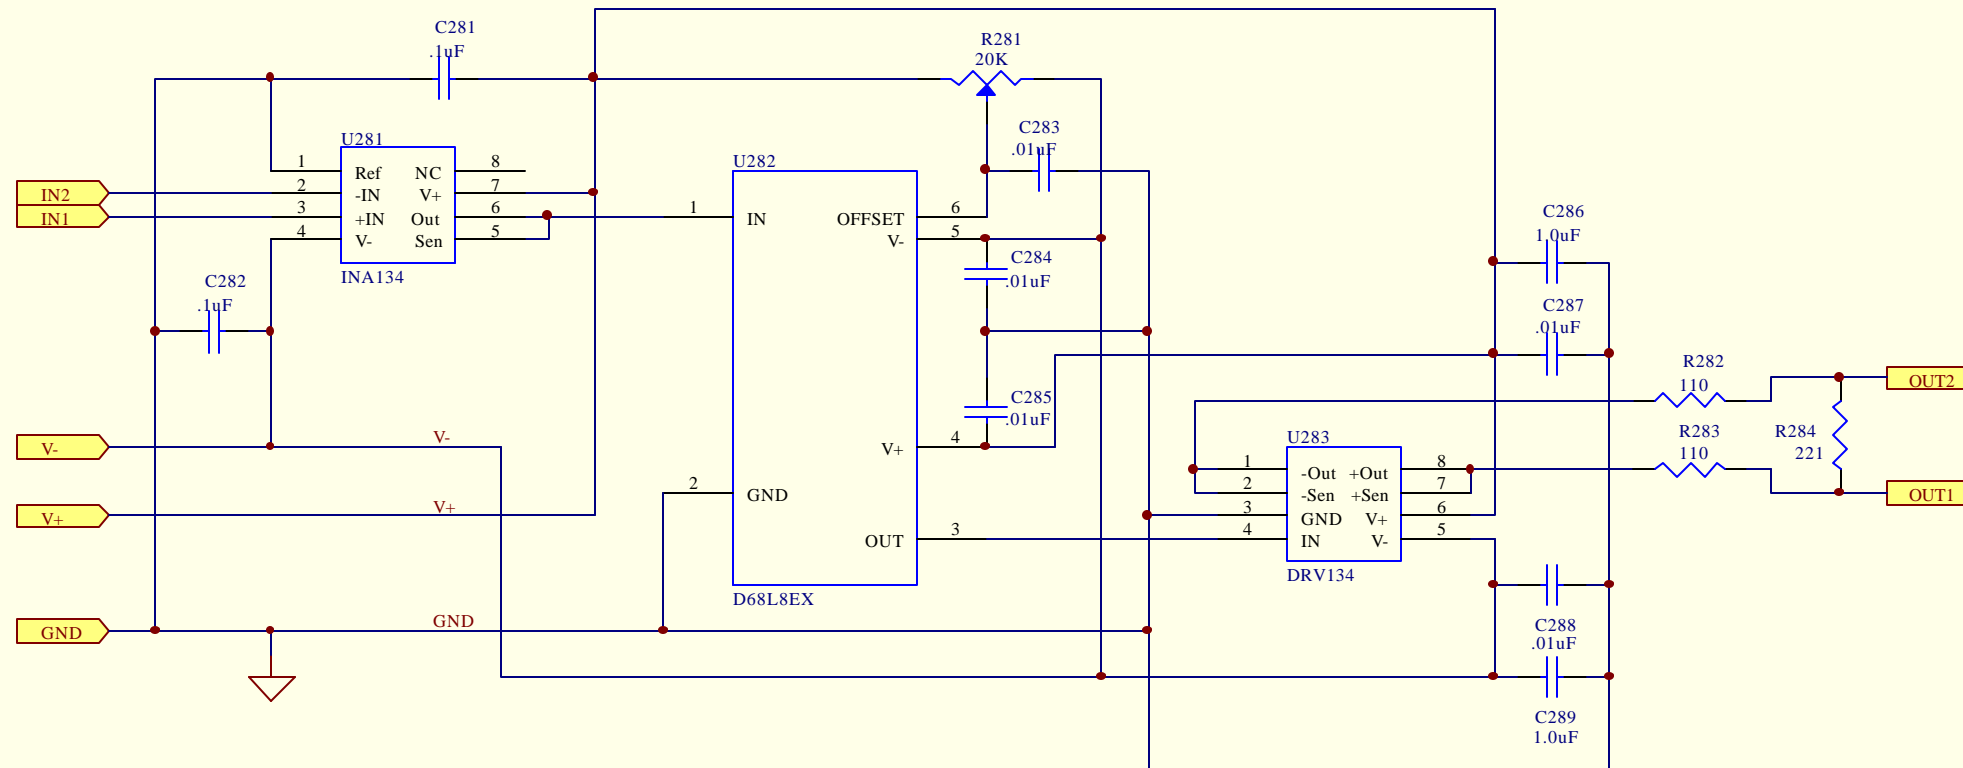 C281
.1uF
R281
20K
C283
.01uF
U281
1 Ref NC 8
2 -IN V+ 7
3 +IN Out 6
4 V- Sen 5
INA134
IN2
IN1
C282
.1uF
U282
1 IN
OFFSET 6
V- 5
V+ 4
2 GND
OUT 3
D68L8EX
C284
.01uF
C285
.01uF
C286
1.0uF
C287
.01uF
R282
110
R283
110
R284
221
OUT2
OUT1
V-
V-
V+
V+
GND
GND
U283
1 -Out +Out 8
2 -Sen +Sen 7
3 GND V+ 6
4 IN V- 5
DRV134
C288
.01uF
C289
1.0uF